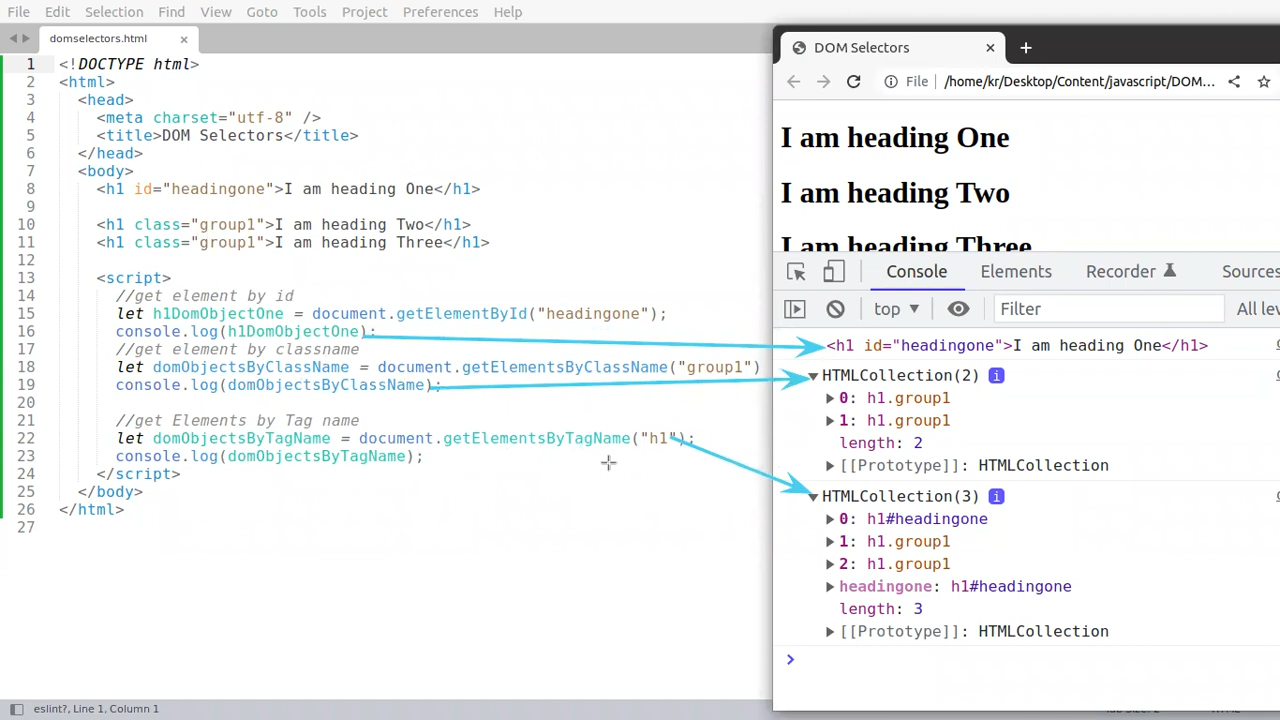 File Edit Selection Find View Goto Tools Project Preferences Help
domselectors.html
1 <!DOCTYPE html>
2 <html>
3 <head>
4 <meta charset="utf-8" />
5 <title>DOM Selectors</title>
6 </head>
7 <body>
8 <h1 id="headingone">I am heading One</h1>
9
10 <h1 class="group1">I am heading Two</h1>
11 <h1 class="group1">I am heading Three</h1>
12
13 <script>
14 //get element by id
15 let h1DomObjectOne = document.getElementById("headingone");
16 console.log(h1DomObjectOne);
17 //get element by classname
18 let domObjectsByClassName = document.getElementsByClassName("group1")
19 console.log(domObjectsByClassName);
20
21 //get Elements by Tag name
22 let domObjectsByTagName = document.getElementsByTagName("h1");
23 console.log(domObjectsByTagName);
24 </script>
25 </body>
26 </html>
27
eslint?, Line 1, Column 1
DOM Selectors
File /home/kr/Desktop/Content/javascript/DOM...
I am heading One
I am heading Two
I am heading Three
Console Elements Recorder Sources
top Filter All lev
<h1 id="headingone">I am heading One</h1>
HTMLCollection(2) i
0: h1.group1
1: h1.group1
length: 2
[[Prototype]]: HTMLCollection
HTMLCollection(3) i
0: h1#headingone
1: h1.group1
2: h1.group1
headingone: h1#headingone
length: 3
[[Prototype]]: HTMLCollection